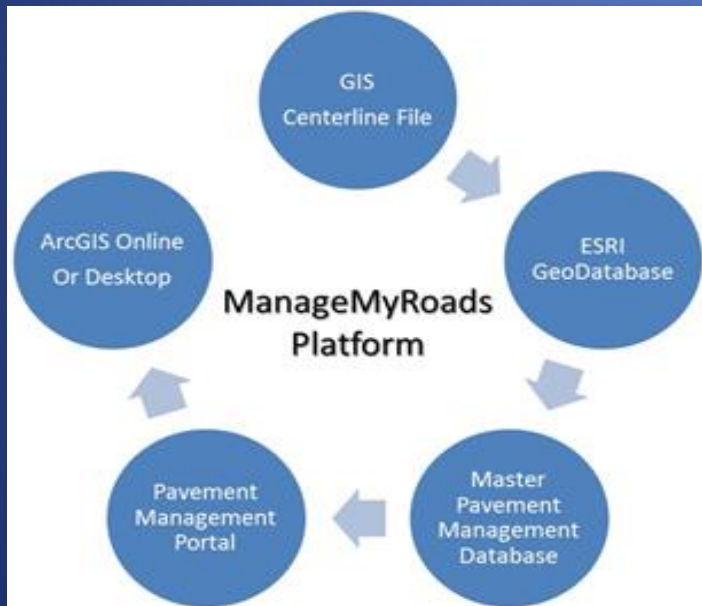 GIS
Centerline File
ESRI
GeoDatabase
Master
Pavement
Management
Database
Pavement
Management
Portal
ArcGIS Online
Or Desktop
ManageMyRoads
Platform